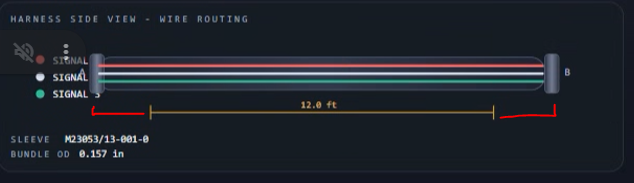 HARNESS SIDE VIEW - WIRE ROUTING
SIGNAL
A SIGNAL B
SIGNAL 3
12.0 ft
SLEEVE M23053/13-001-0
BUNDLE OD 0.157 in